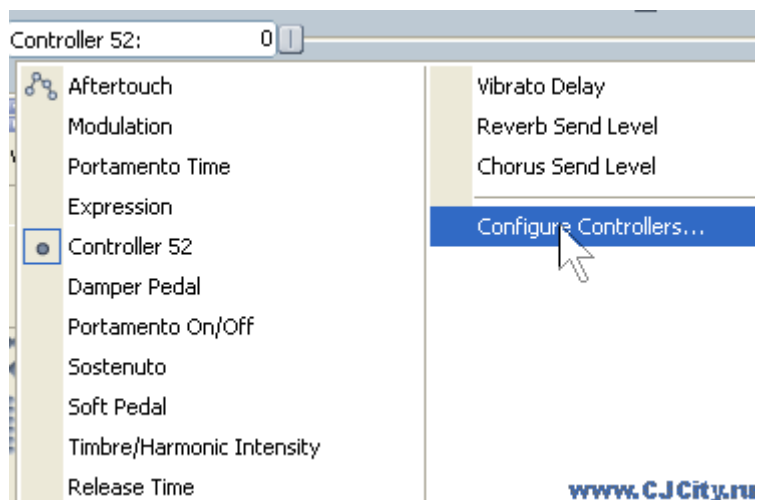 Controller 52: 0
Aftertouch
Modulation
Portamento Time
Expression
Controller 52
Damper Pedal
Portamento On/Off
Sostenuto
Soft Pedal
Timbre/Harmonic Intensity
Release Time
Vibrato Delay
Reverb Send Level
Chorus Send Level
Configure Controllers...
www.CJCity.ru